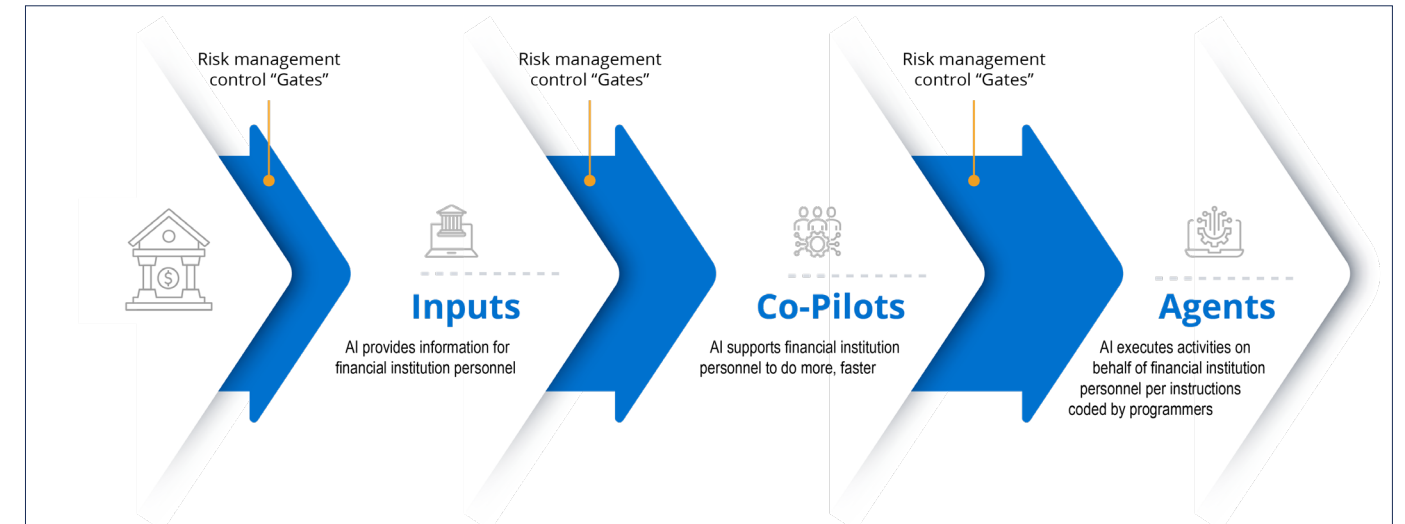 Risk management
control “Gates”
Risk management
control “Gates”
Risk management
control “Gates”
$
Inputs
AI provides information for
financial institution personnel
Co-Pilots
AI supports financial institution
personnel to do more, faster
Agents
AI executes activities on
behalf of financial institution
personnel per instructions
coded by programmers